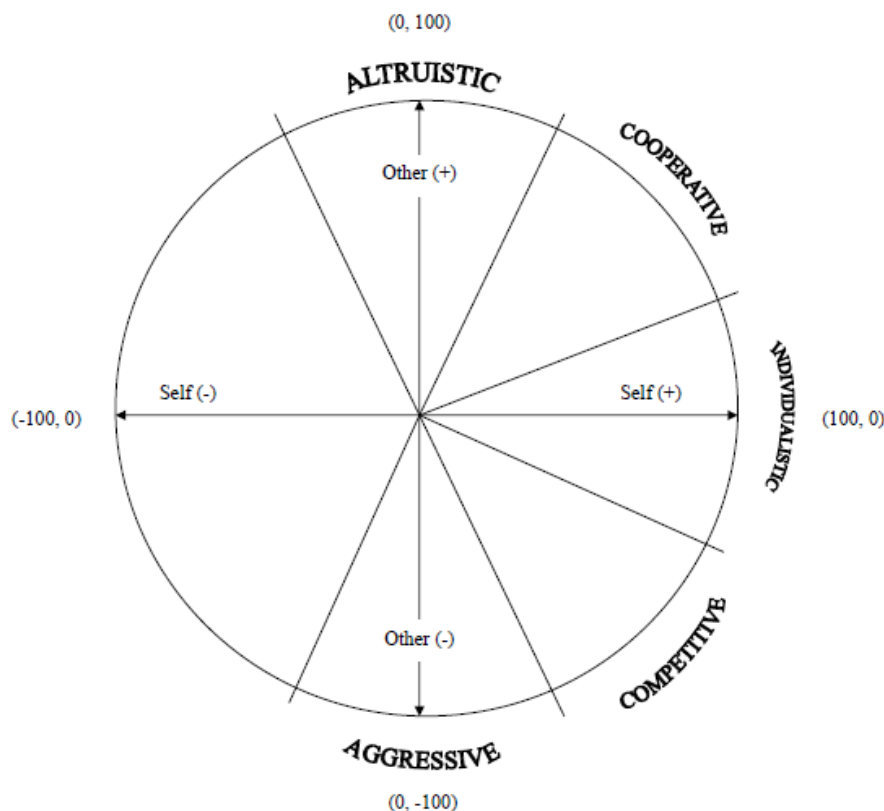 (0, 100)
ALTRUISTIC
COOPERATIVE
Other (+)
INDIVIDUALISTIC
Self (-)
Self (+)
(-100, 0)
(100, 0)
COMPETITIVE
Other (-)
AGGRESSIVE
(0, -100)